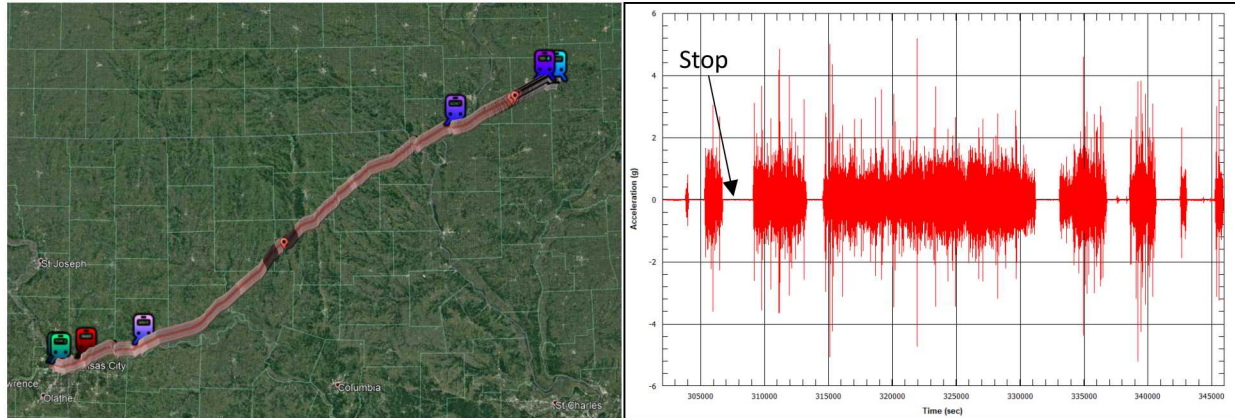 St Joseph
sas City
wrence
Olathe
Columbia
St Charles
Stop
Acceleration (g)
6
4
2
0
-2
-4
-6
305000 310000 315000 320000 325000 330000 335000 340000 345000
Time (sec)